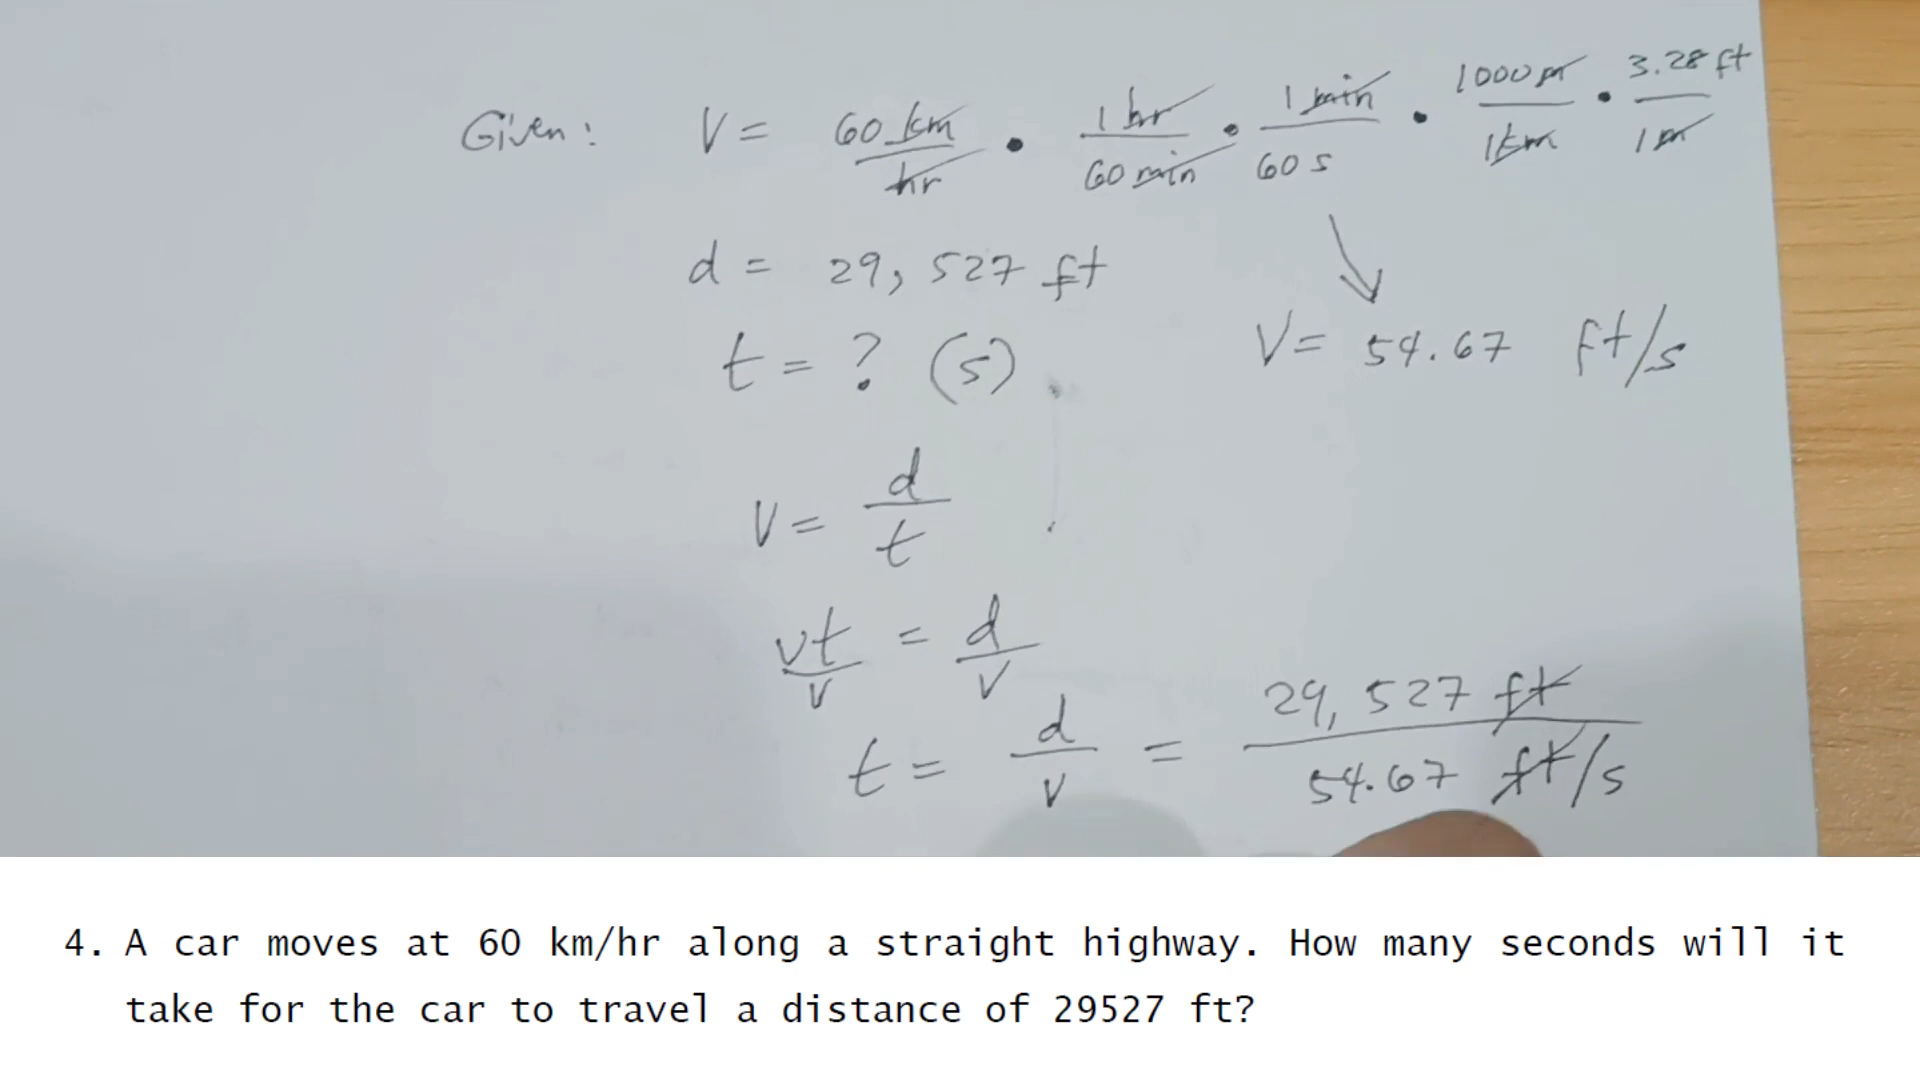 Given: V = 60 km/hr • 1 hr/60 min • 1 min/60 s • 1000 m/1 km • 3.28 ft/1 m
d = 29,527 ft
t = ? (s)
V = 54.67 ft/s
V = d/t
vt/v = d/v
t = d/v = 29,527 ft/54.67 ft/s
4. A car moves at 60 km/hr along a straight highway. How many seconds will it
take for the car to travel a distance of 29527 ft?